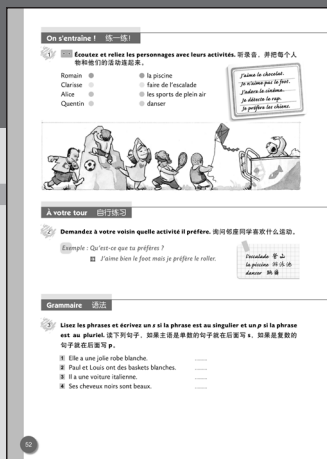 On s'entraîne ! 练一练！
1 Écoutez et reliez les personnages avec leurs activités. 听录音，并把每个人
物和他们的活动连起来。
Romain
Clarisse
Alice
Quentin
la piscine
faire de l'escalade
les sports de plein air
danser
J'aime le chocolat.
Je n'aime pas le foot.
J'adore le cinéma.
Je déteste le rap.
Je préfère les chiens.
À votre tour 自行练习
2 Demandez à votre voisin quelle activité il préfère. 询问邻座同学喜欢什么运动。
Exemple : Qu'est-ce que tu préfères ?
J'aime bien le foot mais je préfère le roller.
l'escalade 登山
la piscine 游泳池
danser 跳舞
Grammaire 语法
3 Lisez les phrases et écrivez un s si la phrase est au singulier et un p si la phrase
est au pluriel. 读下列句子，如果主语是单数的句子就在后面写 s，如果是复数的
句子就在后面写 p。
1 Elle a une jolie robe blanche. ........
2 Paul et Louis ont des baskets blanches. ........
3 Il a une voiture italienne. ........
4 Ses cheveux noirs sont beaux. ........
52